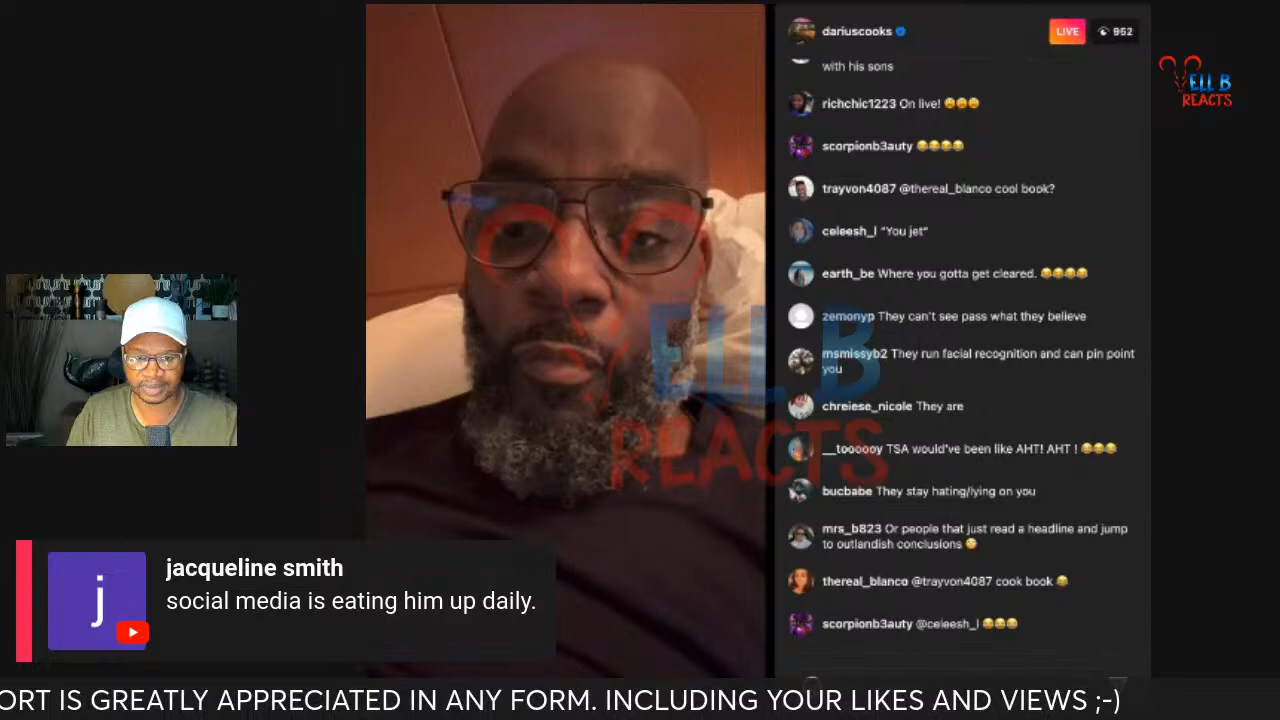 dariuscooks
LIVE
952
with his sons
richchic1223 On live! 😩😩😩
scorpionb3auty 😂😂😂😂
trayvon4087 @thereal_blanco cool book?
celeesh_l "You jet"
earth_be Where you gotta get cleared. 😂😂😂😂
zemonyp They can't see pass what they believe
msmissyb2 They run facial recognition and can pin point
you
chreiese_nicole They are
__toooooy TSA would've been like AHT! AHT ! 😂😂😂
bucbabe They stay hating/lying on you
mrs_b823 Or people that just read a headline and jump
to outlandish conclusions 🙄
thereal_blanco @trayvon4087 cook book 😂
scorpionb3auty @celeesh_l 😂😂😂
ELL B
REACTS
ELL B
REACTS
j
jacqueline smith
social media is eating him up daily.
ORT IS GREATLY APPRECIATED IN ANY FORM. INCLUDING YOUR LIKES AND VIEWS ;-)